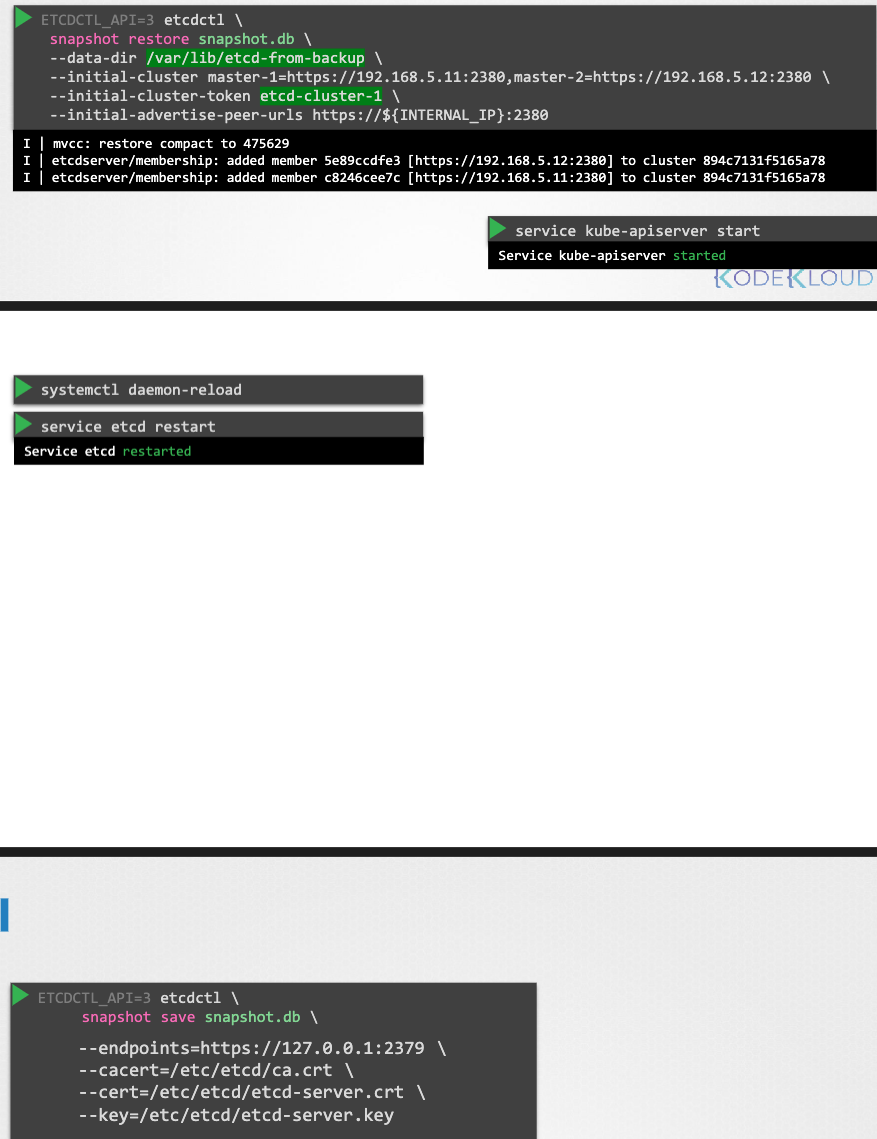 ETCDCTL_API=3 etcdctl \
snapshot restore snapshot.db \
--data-dir /var/lib/etcd-from-backup \
--initial-cluster master-1=https://192.168.5.11:2380,master-2=https://192.168.5.12:2380 \
--initial-cluster-token etcd-cluster-1 \
--initial-advertise-peer-urls https://${INTERNAL_IP}:2380
I | mvcc: restore compact to 475629
I | etcdserver/membership: added member 5e89ccdfe3 [https://192.168.5.12:2380] to cluster 894c7131f5165a78
I | etcdserver/membership: added member c8246cee7c [https://192.168.5.11:2380] to cluster 894c7131f5165a78
service kube-apiserver start
Service kube-apiserver started
KODEKLOUD
systemctl daemon-reload
service etcd restart
Service etcd restarted
ETCDCTL_API=3 etcdctl \
snapshot save snapshot.db \
--endpoints=https://127.0.0.1:2379 \
--cacert=/etc/etcd/ca.crt \
--cert=/etc/etcd/etcd-server.crt \
--key=/etc/etcd/etcd-server.key